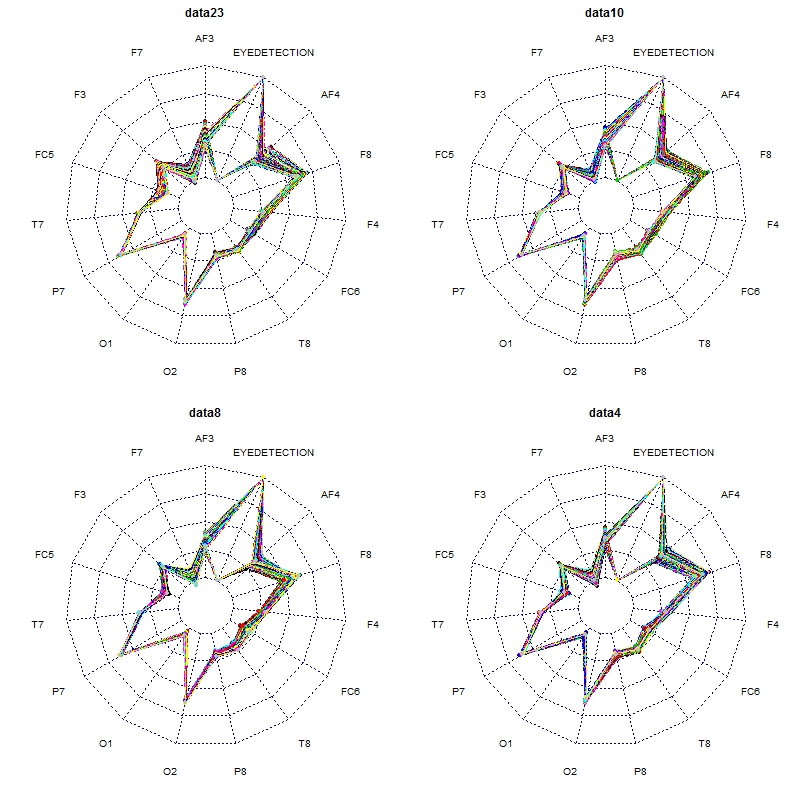 data23
AF3
F7 EYEDETECTION
F3 AF4
FC5 F8
T7 F4
P7 FC6
O1 T8
O2 P8
data10
AF3
F7 EYEDETECTION
F3 AF4
FC5 F8
T7 F4
P7 FC6
O1 T8
O2 P8
data8
AF3
F7 EYEDETECTION
F3 AF4
FC5 F8
T7 F4
P7 FC6
O1 T8
O2 P8
data4
AF3
F7 EYEDETECTION
F3 AF4
FC5 F8
T7 F4
P7 FC6
O1 T8
O2 P8